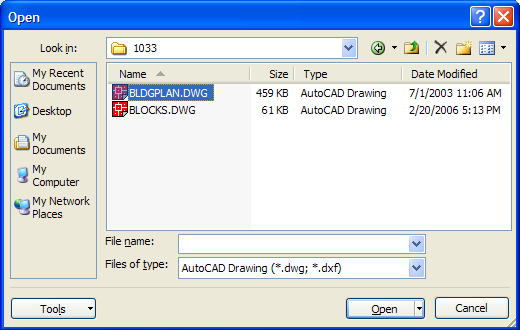 Open
Look in: 1033
My Recent
Documents
Desktop
My
Documents
My
Computer
My Network
Places
Name Size Type Date Modified
BLDGPLAN.DWG 459 KB AutoCAD Drawing 7/1/2003 11:06 AM
BLOCKS.DWG 61 KB AutoCAD Drawing 2/20/2006 5:13 PM
File name:
Files of type: AutoCAD Drawing (*.dwg; *.dxf)
Tools Open Cancel